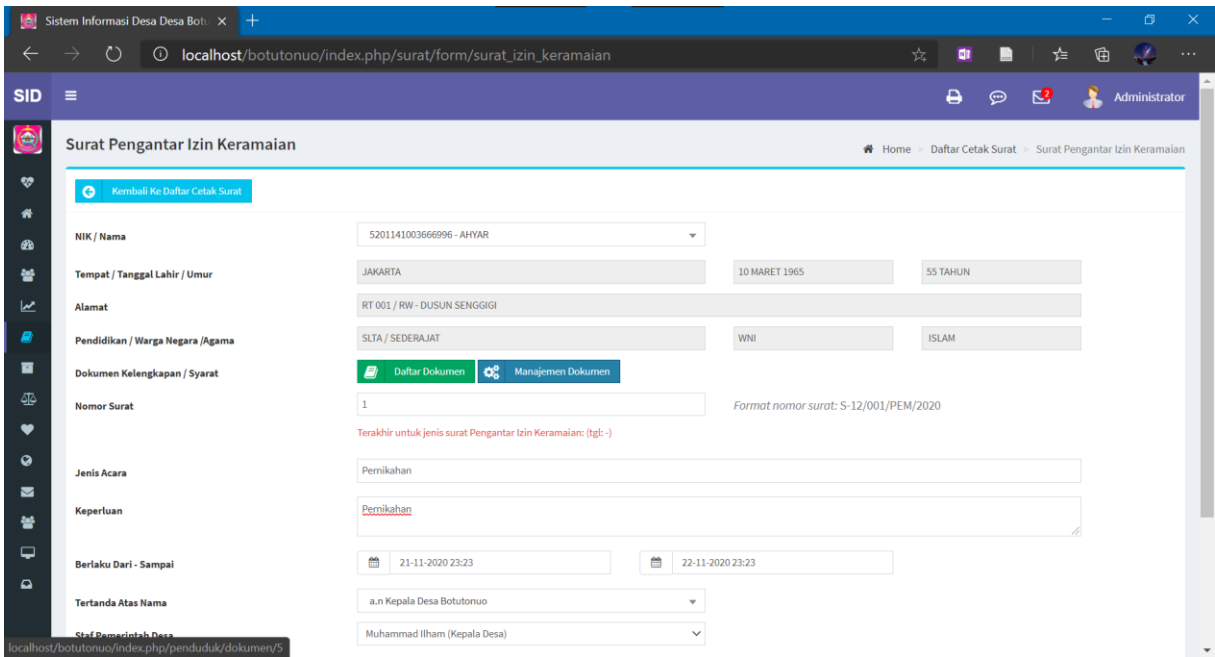 Sistem Informasi Desa Desa Botu
localhost/botutonuo/index.php/surat/form/surat_izin_keramaian
SID
2
Administrator
Surat Pengantar Izin Keramaian
Home > Daftar Cetak Surat > Surat Pengantar Izin Keramaian
Kembali Ke Daftar Cetak Surat
NIK / Nama
5201141003666996 - AHYAR
Tempat / Tanggal Lahir / Umur
JAKARTA
10 MARET 1965
55 TAHUN
Alamat
RT 001 / RW - DUSUN SENGGIGI
Pendidikan / Warga Negara /Agama
SLTA / SEDERAJAT
WNI
ISLAM
Dokumen Kelengkapan / Syarat
Daftar Dokumen
Manajemen Dokumen
Nomor Surat
1
Format nomor surat: S-12/001/PEM/2020
Terakhir untuk jenis surat Pengantar Izin Keramaian: (tgl: -)
Jenis Acara
Pernikahan
Keperluan
Pernikahan
Berlaku Dari - Sampai
21-11-2020 23:23
22-11-2020 23:23
Tertanda Atas Nama
a.n Kepala Desa Botutonuo
Staf Pemerintah Desa
Muhammad Ilham (Kepala Desa)
localhost/botutonuo/index.php/penduduk/dokumen/5